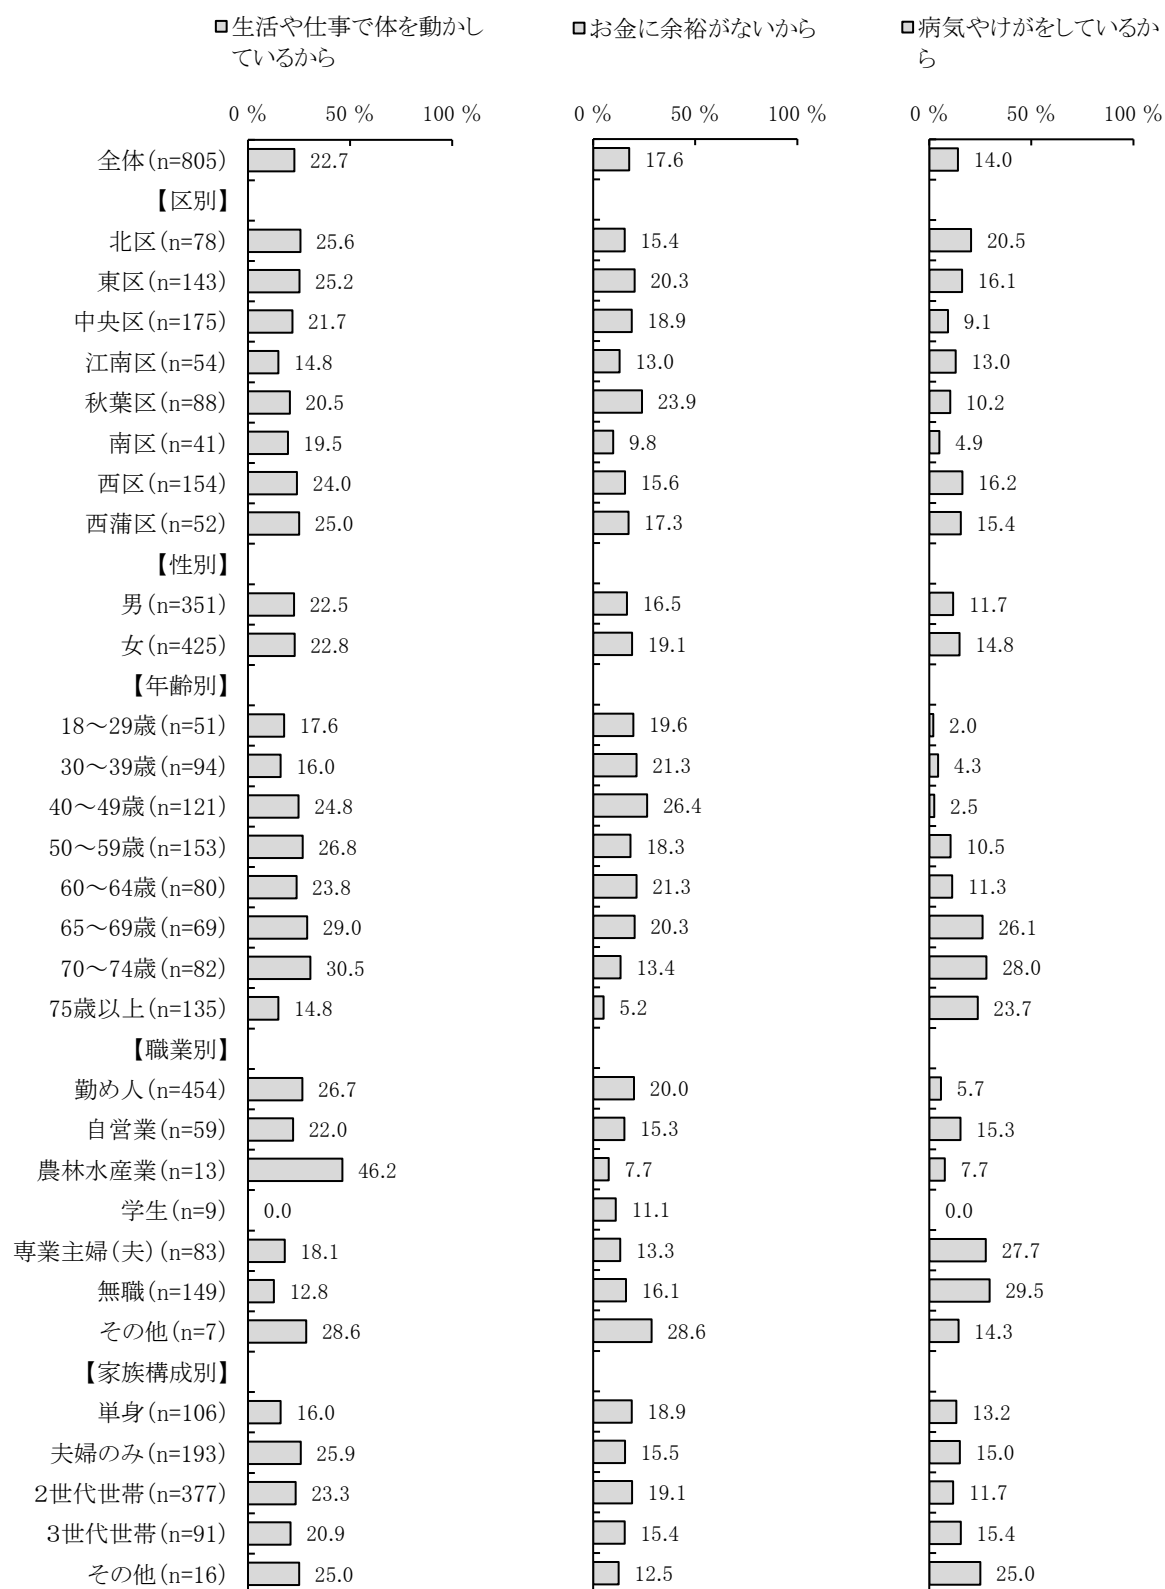 生活や仕事で体を動かし
ているから
お金に余裕がないから
病気やけがをしているか
ら
0 % 50 % 100 % 0 % 50 % 100 % 0 % 50 % 100 %
全体(n=805) 22.7 17.6 14.0
【区別】
北区(n=78) 25.6 15.4 20.5
東区(n=143) 25.2 20.3 16.1
中央区(n=175) 21.7 18.9 9.1
江南区(n=54) 14.8 13.0 13.0
秋葉区(n=88) 20.5 23.9 10.2
南区(n=41) 19.5 9.8 4.9
西区(n=154) 24.0 15.6 16.2
西蒲区(n=52) 25.0 17.3 15.4
【性別】
男(n=351) 22.5 16.5 11.7
女(n=425) 22.8 19.1 14.8
【年齢別】
18～29歳(n=51) 17.6 19.6 2.0
30～39歳(n=94) 16.0 21.3 4.3
40～49歳(n=121) 24.8 26.4 2.5
50～59歳(n=153) 26.8 18.3 10.5
60～64歳(n=80) 23.8 21.3 11.3
65～69歳(n=69) 29.0 20.3 26.1
70～74歳(n=82) 30.5 13.4 28.0
75歳以上(n=135) 14.8 5.2 23.7
【職業別】
勤め人(n=454) 26.7 20.0 5.7
自営業(n=59) 22.0 15.3 15.3
農林水産業(n=13) 46.2 7.7 7.7
学生(n=9) 0.0 11.1 0.0
専業主婦(夫)(n=83) 18.1 13.3 27.7
無職(n=149) 12.8 16.1 29.5
その他(n=7) 28.6 28.6 14.3
【家族構成別】
単身(n=106) 16.0 18.9 13.2
夫婦のみ(n=193) 25.9 15.5 15.0
2世代世帯(n=377) 23.3 19.1 11.7
3世代世帯(n=91) 20.9 15.4 15.4
その他(n=16) 25.0 12.5 25.0